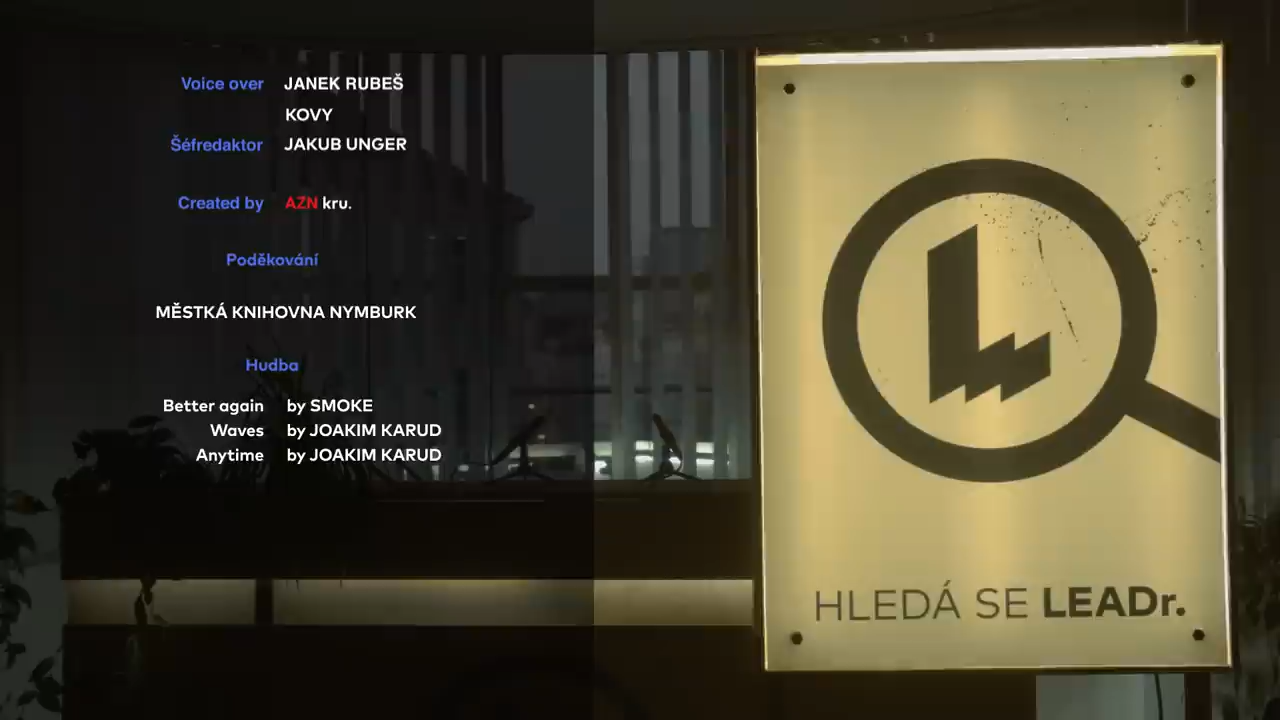 Voice over JANEK RUBEŠ
KOVY
Šéfredaktor JAKUB UNGER
Created by AZN kru.
Poděkování
MĚSTKÁ KNIHOVNA NYMBURK
Hudba
Better again by SMOKE
Waves by JOAKIM KARUD
Anytime by JOAKIM KARUD
HLEDÁ SE LEADr.